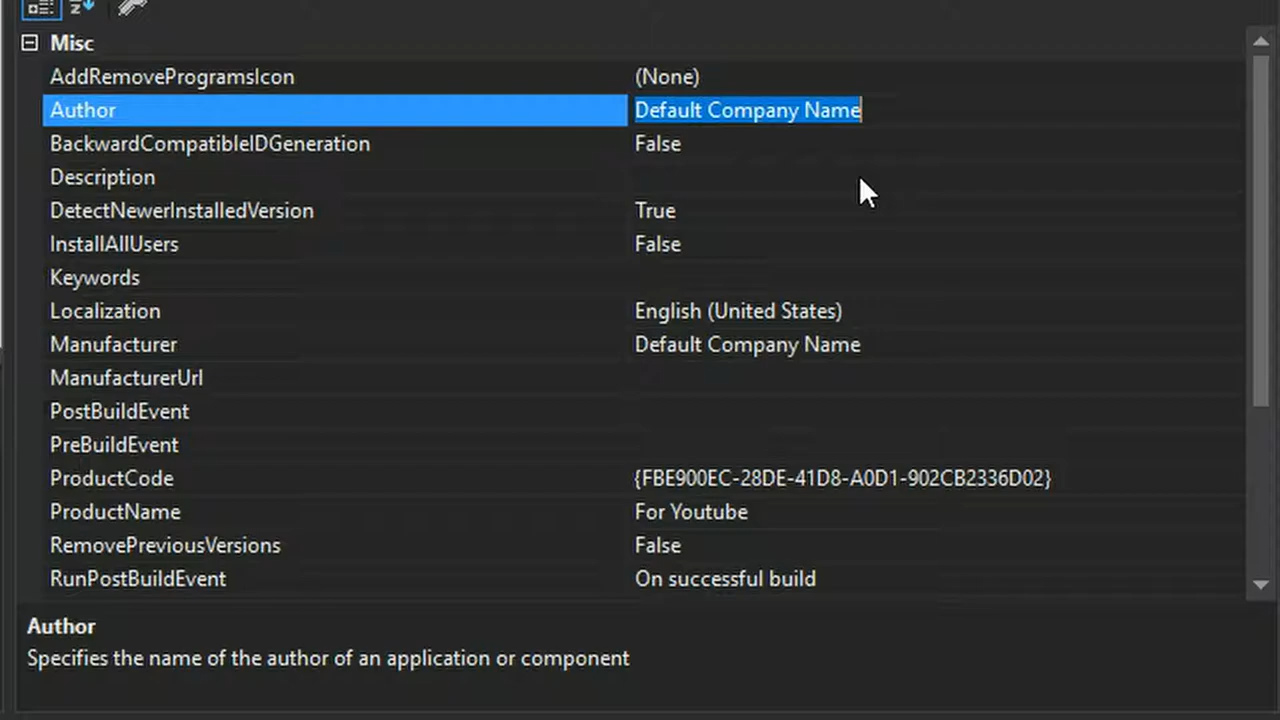 Misc
AddRemoveProgramsIcon (None)
Author Default Company Name
BackwardCompatibleIDGeneration False
Description
DetectNewerInstalledVersion True
InstallAllUsers False
Keywords
Localization English (United States)
Manufacturer Default Company Name
ManufacturerUrl
PostBuildEvent
PreBuildEvent
ProductCode {FBE900EC-28DE-41D8-A0D1-902CB2336D02}
ProductName For Youtube
RemovePreviousVersions False
RunPostBuildEvent On successful build
Author
Specifies the name of the author of an application or component